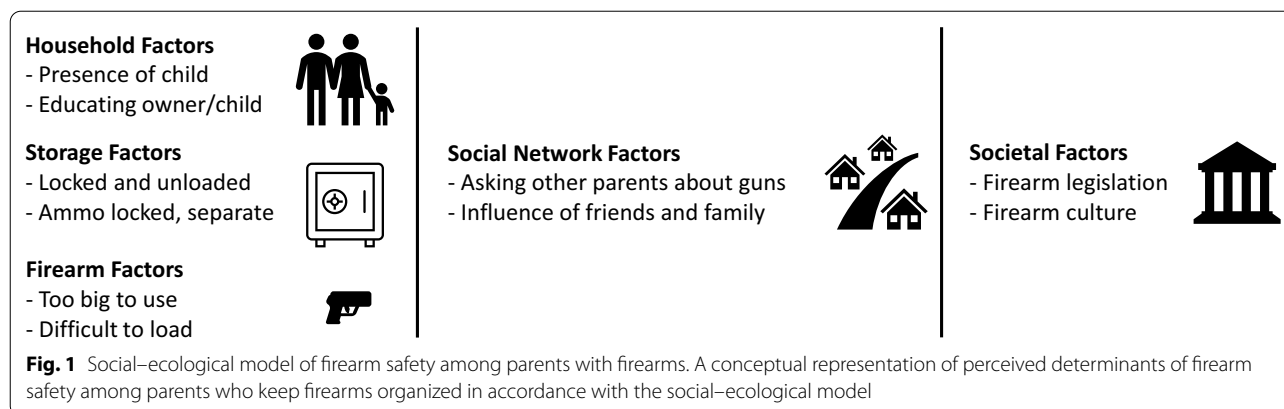 Household Factors
- Presence of child
- Educating owner/child
Storage Factors
- Locked and unloaded
- Ammo locked, separate
Firearm Factors
- Too big to use
- Difficult to load
Social Network Factors
- Asking other parents about guns
- Influence of friends and family
Societal Factors
- Firearm legislation
- Firearm culture
Fig. 1 Social–ecological model of firearm safety among parents with firearms. A conceptual representation of perceived determinants of firearm
safety among parents who keep firearms organized in accordance with the social–ecological model